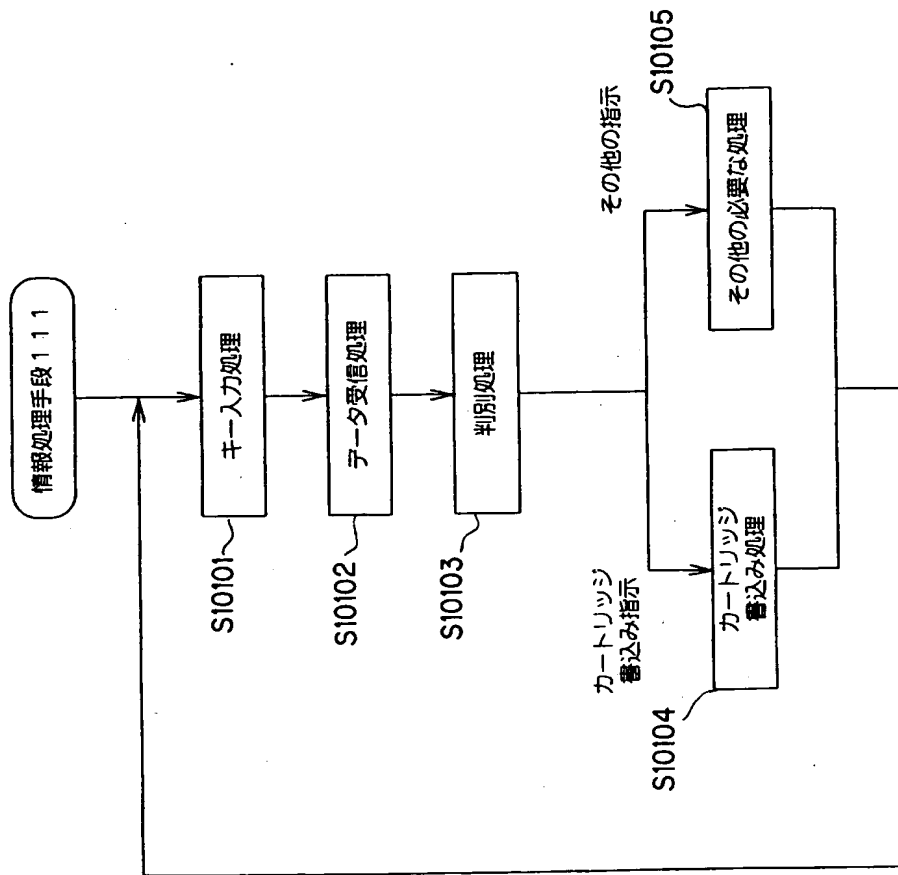 情報処理手段１１１
キー入力処理
S10101
データ受信処理
S10102
判別処理
S10103
カートリッジ
書込み指示
その他の指示
カートリッジ
書込み処理
S10104
その他の必要な処理
S10105